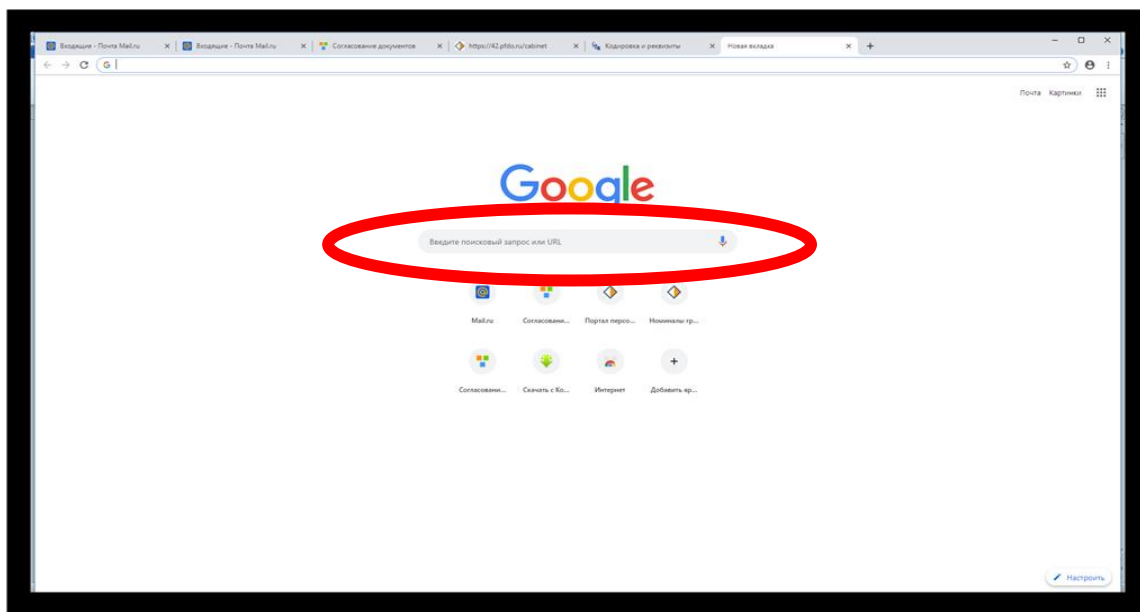 Входящие - Почта Mail.ru
Входящие - Почта Mail.ru
Согласование документов
https://42.pfdo.ru/cabinet
Кодировка и реквизиты
Новая вкладка
G
Почта Картинки
Google
Введите поисковый запрос или URL
Mail.ru Согласовани... Портал персо... Номиналы гр...
Согласовани... Скачать с Ко... Интернет Добавить яр...
Настроить